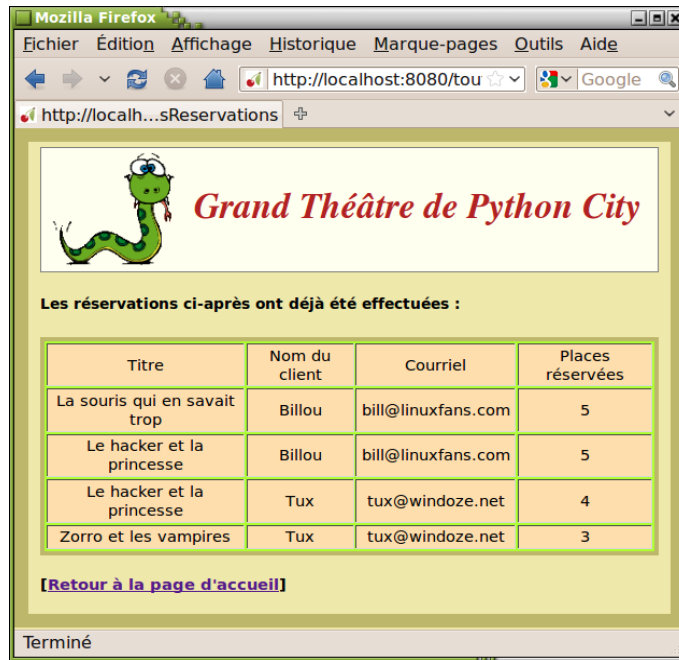 Mozilla Firefox
Fichier Édition Affichage Historique Marque-pages Outils Aide
http://localhost:8080/tou Google
http://localh...sReservations
Grand Théâtre de Python City
Les réservations ci-après ont déjà été effectuées :
Titre Nom du client Courriel Places réservées
La souris qui en savait trop Billou bill@linuxfans.com 5
Le hacker et la princesse Billou bill@linuxfans.com 5
Le hacker et la princesse Tux tux@windoze.net 4
Zorro et les vampires Tux tux@windoze.net 3
[Retour à la page d'accueil]
Terminé